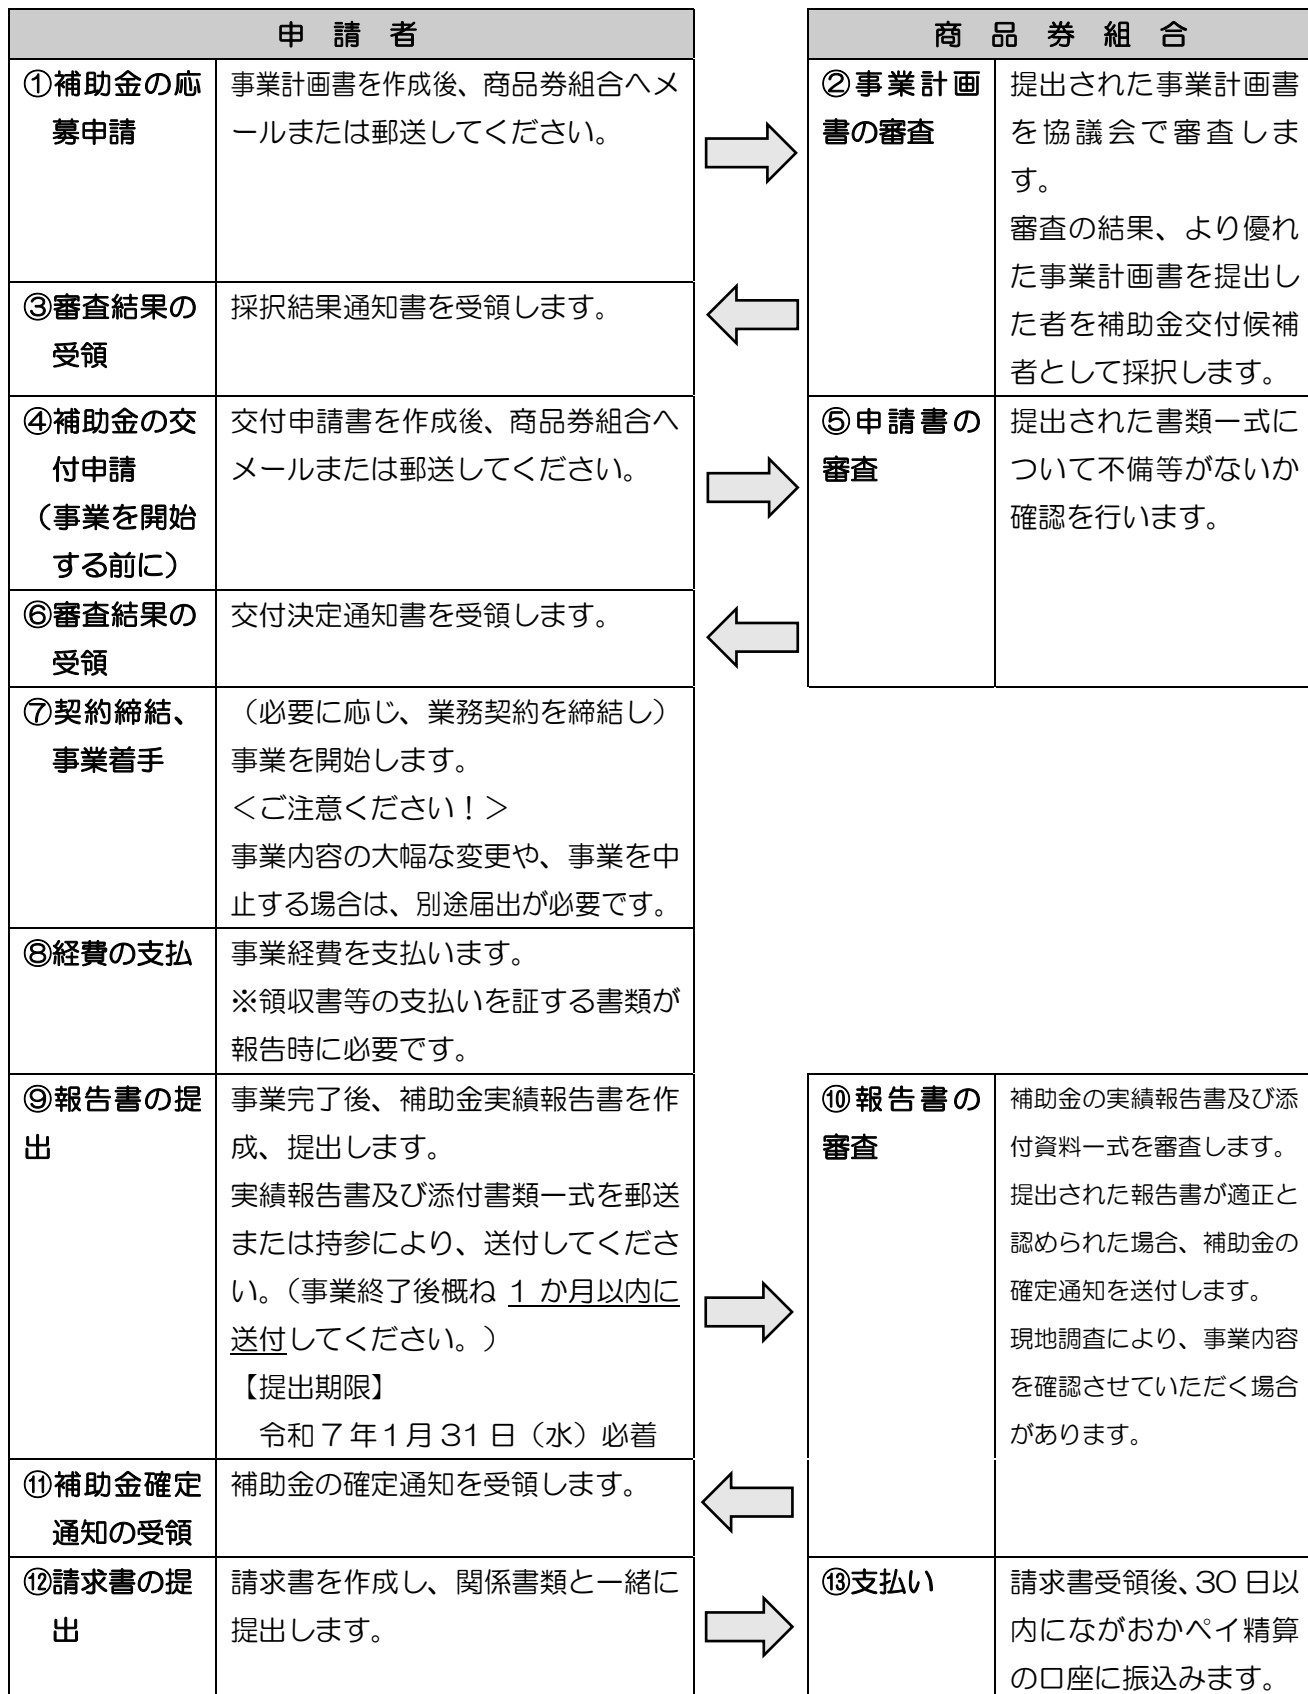 申　請　者
①補助金の応
募申請
事業計画書を作成後、商品券組合へメ
ールまたは郵送してください。
③審査結果の
受領
採択結果通知書を受領します。
④補助金の交
付申請
（事業を開始
する前に）
交付申請書を作成後、商品券組合へ
メールまたは郵送してください。
⑥審査結果の
受領
交付決定通知書を受領します。
⑦契約締結、
事業着手
（必要に応じ、業務契約を締結し）
事業を開始します。
＜ご注意ください！＞
事業内容の大幅な変更や、事業を中
止する場合は、別途届出が必要です。
⑧経費の支払
事業経費を支払います。
※領収書等の支払いを証する書類が
報告時に必要です。
⑨報告書の提
出
事業完了後、補助金実績報告書を作
成、提出します。
実績報告書及び添付書類一式を郵送
または持参により、送付してくださ
い。（事業終了後概ね 1 か月以内に
送付してください。）
【提出期限】
令和7年1月31日（水）必着
⑪補助金確定
通知の受領
補助金の確定通知を受領します。
⑫請求書の提
出
請求書を作成し、関係書類と一緒に
提出します。
商　品　券　組　合
②事業計画
書の審査
提出された事業計画書
を協議会で審査しま
す。
審査の結果、より優れ
た事業計画書を提出し
た者を補助金交付候補
者として採択します。
⑤申請書の
審査
提出された書類一式に
ついて不備等がないか
確認を行います。
⑩報告書の
審査
補助金の実績報告書及び添
付資料一式を審査します。
提出された報告書が適正と
認められた場合、補助金の
確定通知を送付します。
現地調査により、事業内容
を確認させていただく場合
があります。
⑬支払い
請求書受領後、30日以
内にながおかペイ精算
の口座に振込みます。